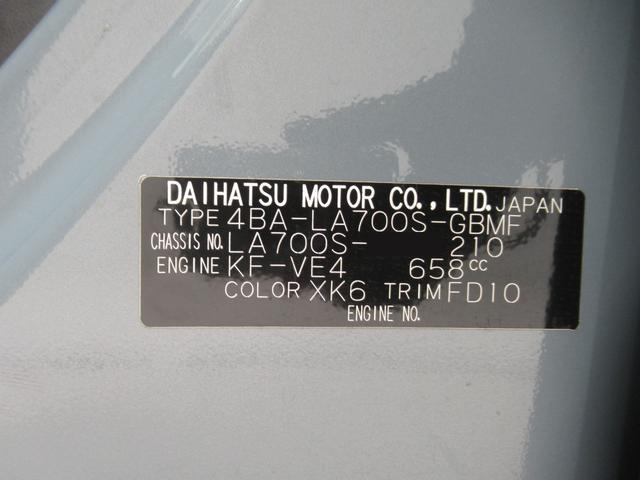 DAIHATSU MOTOR CO., LTD. JAPAN
TYPE 4BA-LA700S-GBMF
CHASSIS NO. LA700S- 210
ENGINE KF-VE4 658cc
COLOR XK6 TRIM FD10
ENGINE NO.